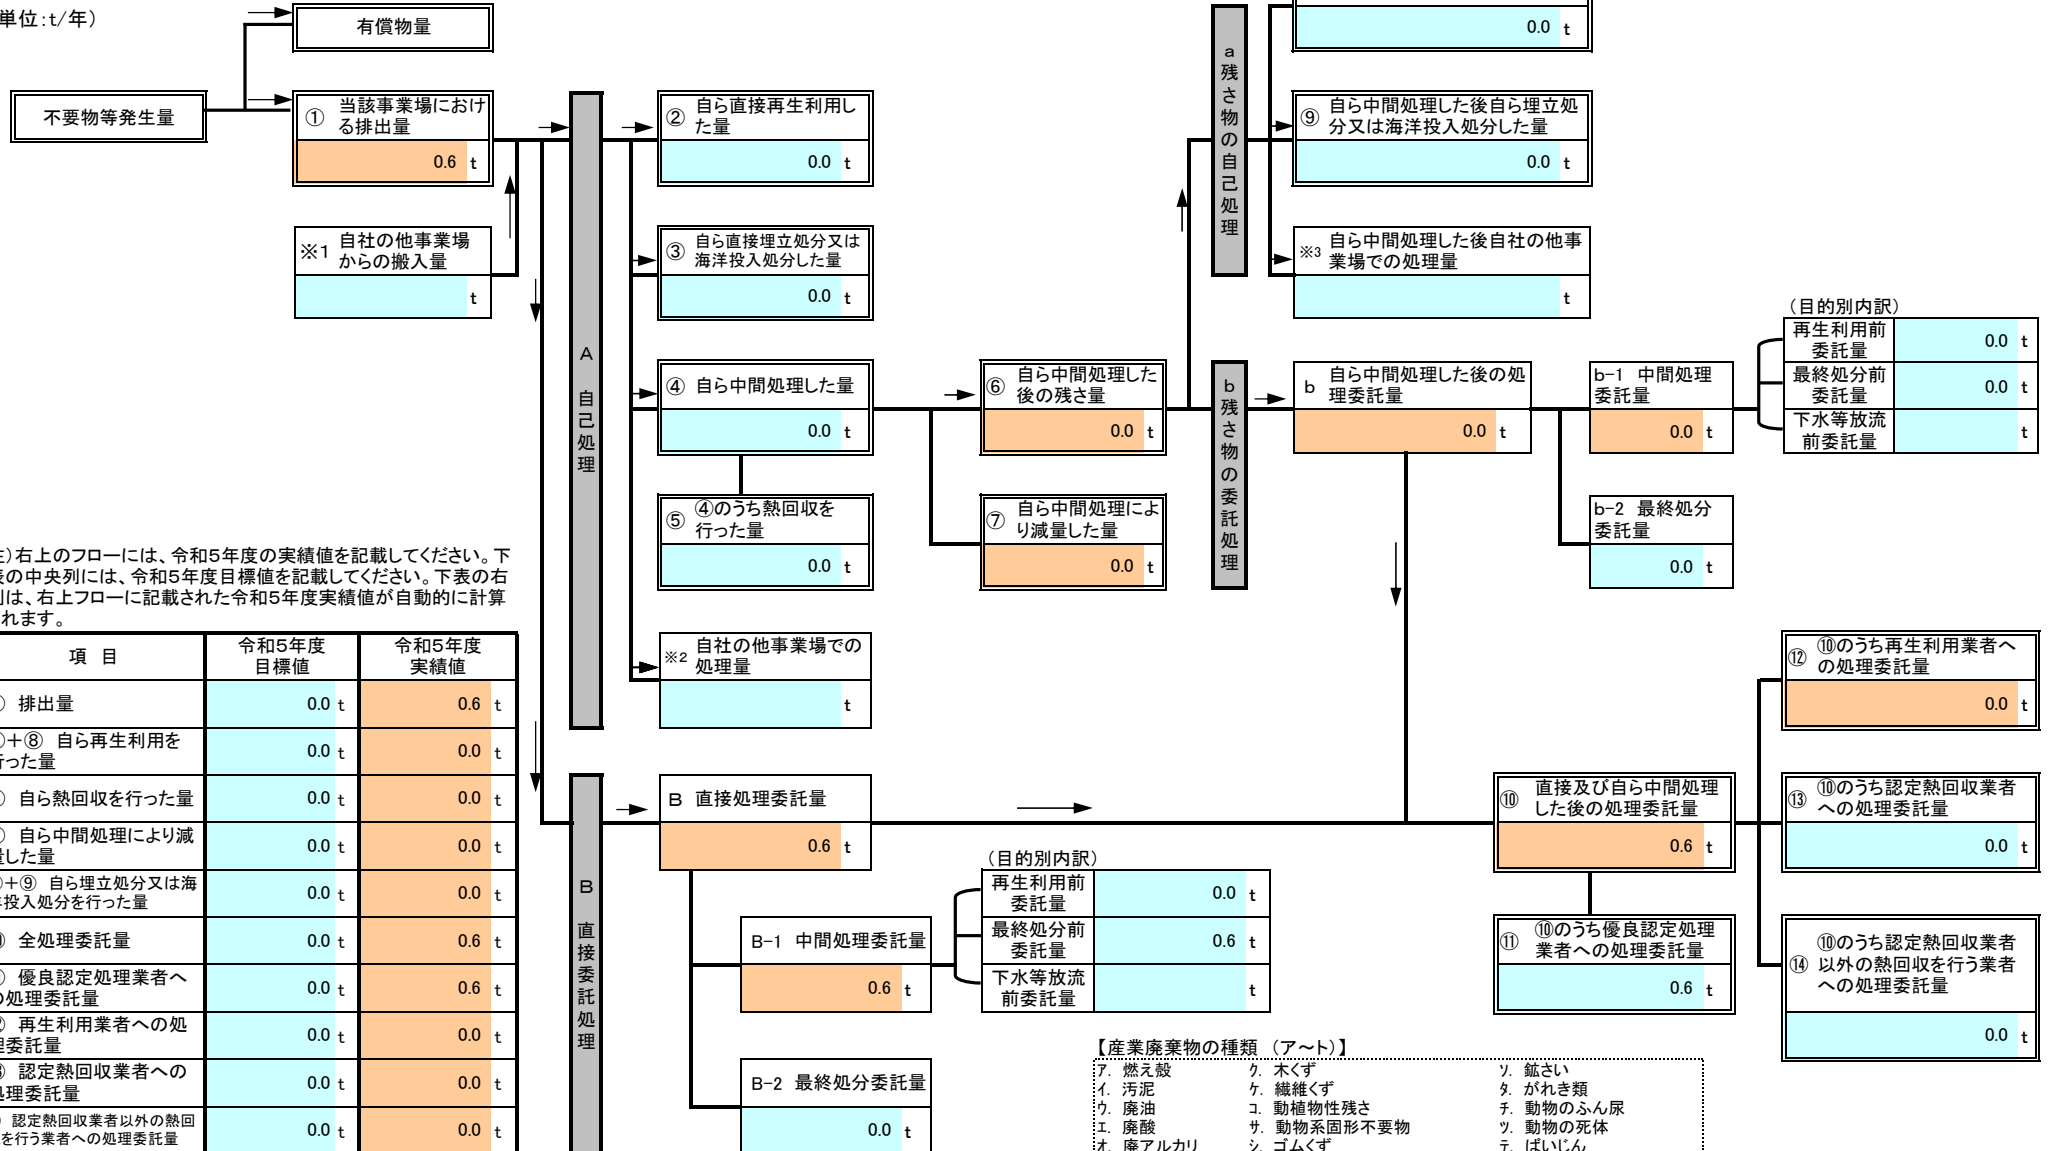 単位:t/年)
有償物量
不要物等発生量
① 当該事業場におけ
る排出量
0.6 t
※1 自社の他事業場
からの搬入量
t
A 自己処理
② 自ら直接再生利用し
た量
0.0 t
③ 自ら直接埋立処分又は
海洋投入処分した量
0.0 t
④ 自ら中間処理した量
0.0 t
⑤ ④のうち熱回収を
行った量
0.0 t
※2 自社の他事業場での
処理量
t
⑥ 自ら中間処理した
後の残さ量
0.0 t
⑦ 自ら中間処理によ
り減量した量
0.0 t
a 残さ物の自己処理
0.0 t
⑨ 自ら中間処理した後自ら埋立処
分又は海洋投入処分した量
0.0 t
※3 自ら中間処理した後自社の他事
業場での処理量
t
b 残さ物の委託処理
b 自ら中間処理した後の処
理委託量
0.0 t
b-1 中間処理
委託量
0.0 t
b-2 最終処分
委託量
0.0 t
(目的別内訳)
再生利用前
委託量
0.0 t
最終処分前
委託量
0.0 t
下水等放流
前委託量
t
)右上のフローには、令和5年度の実績値を記載してください。下
の中央列には、令和5年度目標値を記載してください。下表の右
は、右上フローに記載された令和5年度実績値が自動的に計算
れます。
項 目
令和5年度
目標値
令和5年度
実績値
排出量
0.0 t 0.6 t
+⑧ 自ら再生利用を
った量
0.0 t 0.0 t
自ら熱回収を行った量
0.0 t 0.0 t
自ら中間処理により減
した量
0.0 t 0.0 t
+⑨ 自ら埋立処分又は海
投入処分を行った量
0.0 t 0.0 t
全処理委託量
0.0 t 0.6 t
優良認定処理業者へ
の処理委託量
0.0 t 0.6 t
再生利用業者への処
理委託量
0.0 t 0.0 t
認定熱回収業者への
処理委託量
0.0 t 0.0 t
認定熱回収業者以外の熱回
を行う業者への処理委託量
0.0 t 0.0 t
B 直接委託処理
B 直接処理委託量
0.6 t
B-1 中間処理委託量
0.6 t
B-2 最終処分委託量
0.0 t
(目的別内訳)
再生利用前
委託量
0.0 t
最終処分前
委託量
0.6 t
下水等放流
前委託量
t
⑩ 直接及び自ら中間処理
した後の処理委託量
0.6 t
⑪ ⑩のうち優良認定処理
業者への処理委託量
0.6 t
⑫ ⑩のうち再生利用業者へ
の処理委託量
0.0 t
⑬ ⑩のうち認定熱回収業者
への処理委託量
0.0 t
⑭ ⑩のうち認定熱回収業者
以外の熱回収を行う業者
への処理委託量
0.0 t
【産業廃棄物の種類 (ア～ト)】
ア. 燃え殻 ク. 木くず ソ. 鉱さい
イ. 汚泥 ケ. 繊維くず タ. がれき類
ウ. 廃油 コ. 動植物性残さ チ. 動物のふん尿
エ. 廃酸 サ. 動物系固形不要物 ツ. 動物の死体
オ. 廃アルカリ シ. ゴムくず テ. ばいじん